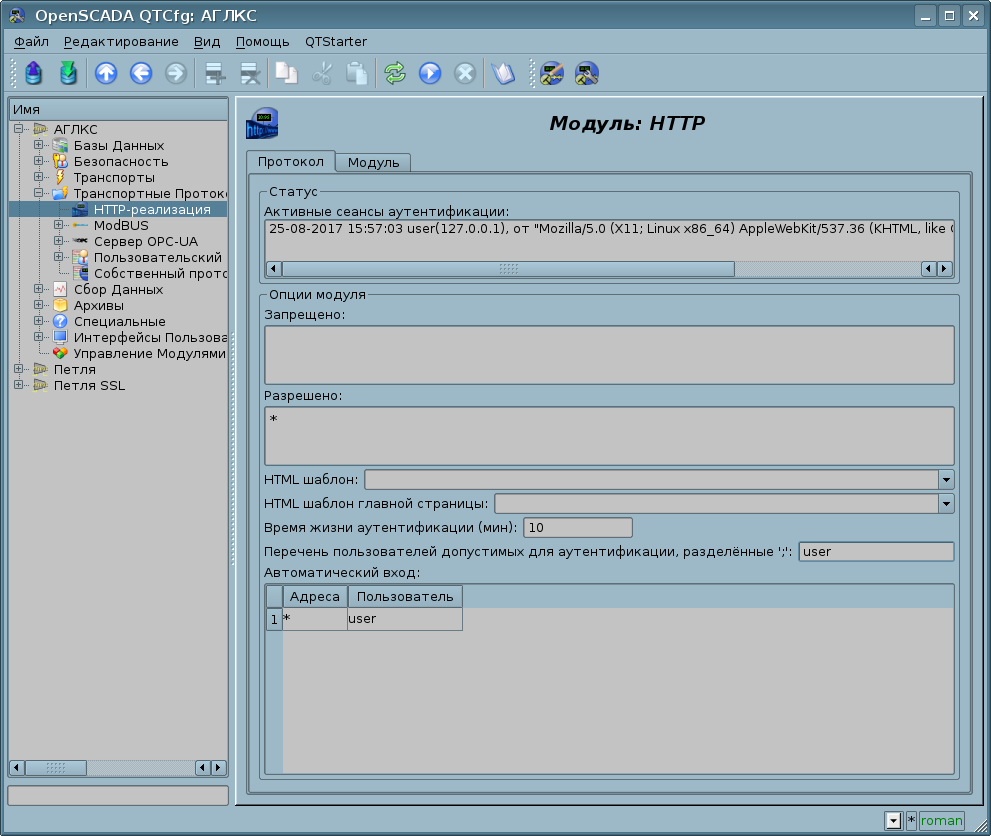 OpenSCADA QTCfg: АГЛКС
Файл Редактирование Вид Помощь QTStarter
Имя
АГЛКС
Базы Данных
Безопасность
Транспорты
Транспортные Проток
HTTP-реализация
ModBUS
Сервер OPC-UA
Пользовательский
Собственный прото
Сбор Данных
Архивы
Специальные
Интерфейсы Пользова
Управление Модулями
Петля
Петля SSL
http://www
Модуль: HTTP
Протокол Модуль
Статус
Активные сеансы аутентификации:
25-08-2017 15:57:03 user(127.0.0.1), от "Mozilla/5.0 (X11; Linux x86_64) AppleWebKit/537.36 (KHTML, like
Опции модуля
Запрещено:
Разрешено:
*
HTML шаблон:
HTML шаблон главной страницы:
Время жизни аутентификации (мин): 10
Перечень пользователей допустимых для аутентификации, разделённые ';': user
Автоматический вход:
Адреса Пользователь
1 * user
* roman